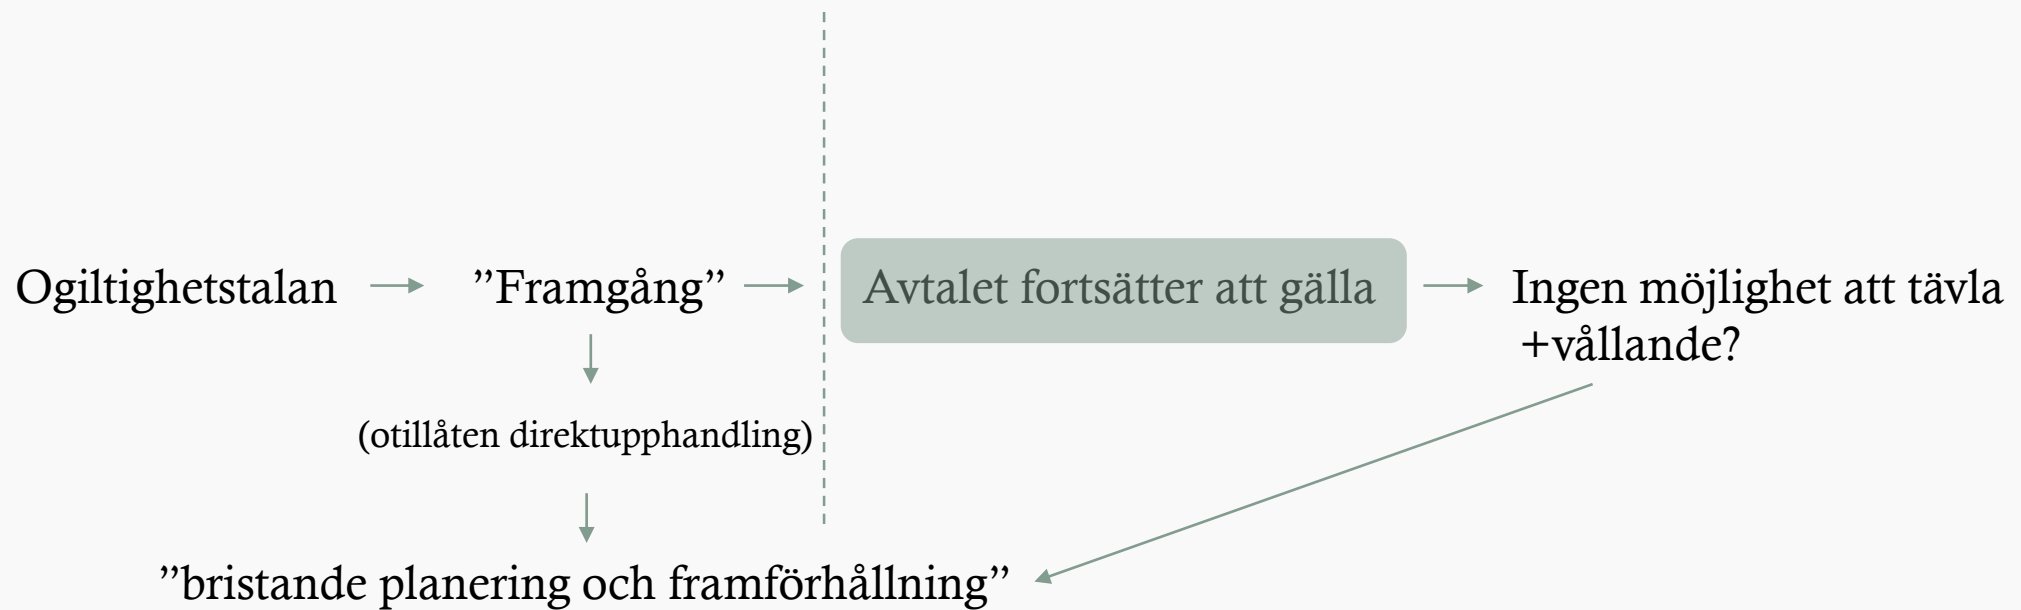 Ogiltighetstalan
”Framgång”
Avtalet fortsätter att gälla
Ingen möjlighet att tävla
+vållande?
(otillåten direktupphandling)
”bristande planering och framförhållning”